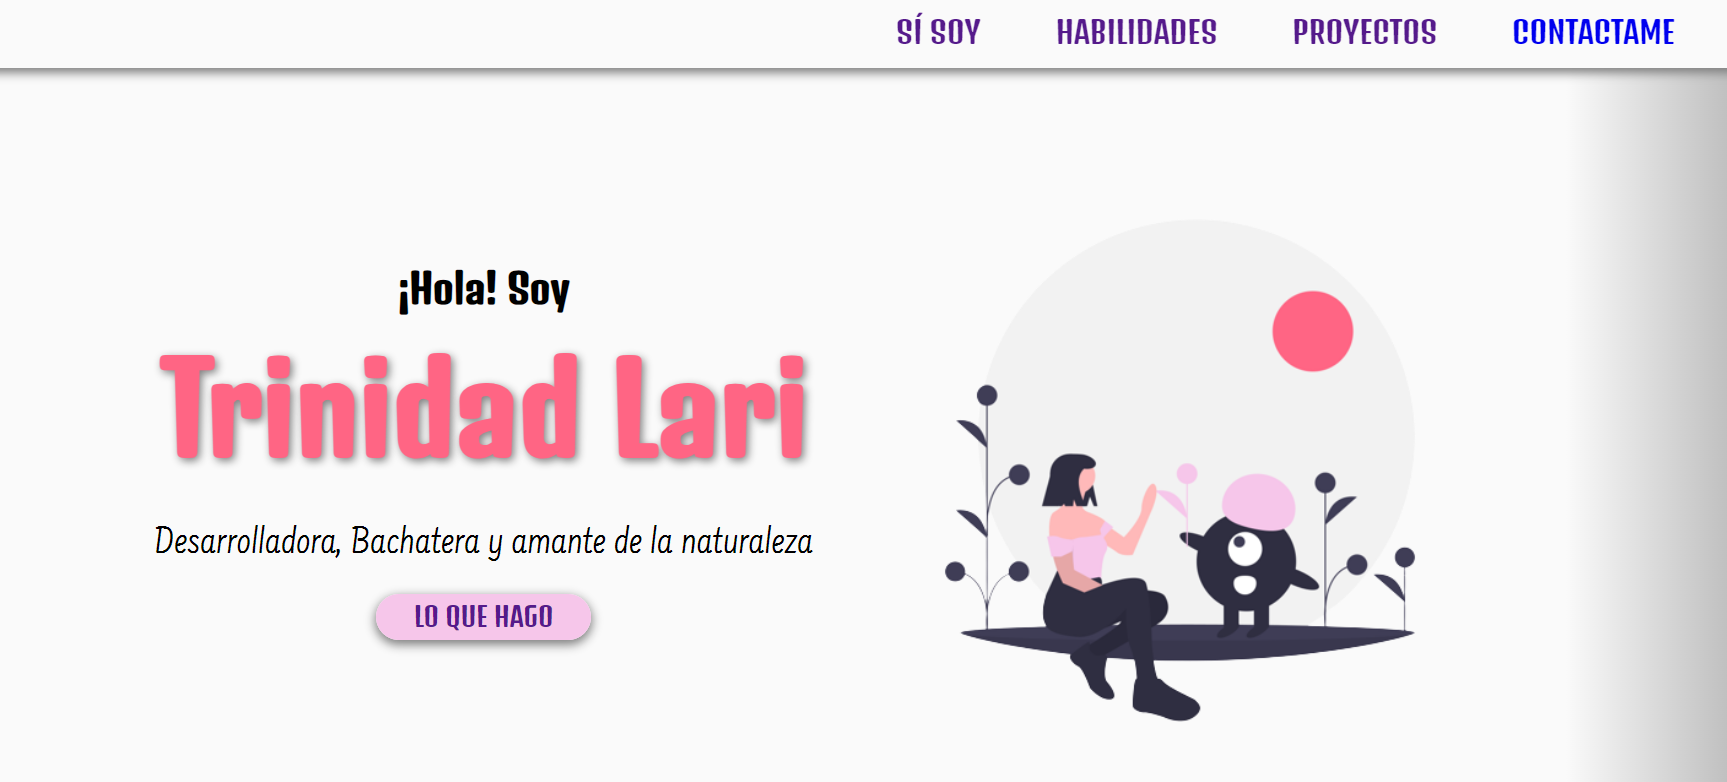 SÍ SOY HABILIDADES PROYECTOS CONTACTAME
¡Hola! Soy
Trinidad Lari
Desarrolladora, Bachatera y amante de la naturaleza
LO QUE HAGO